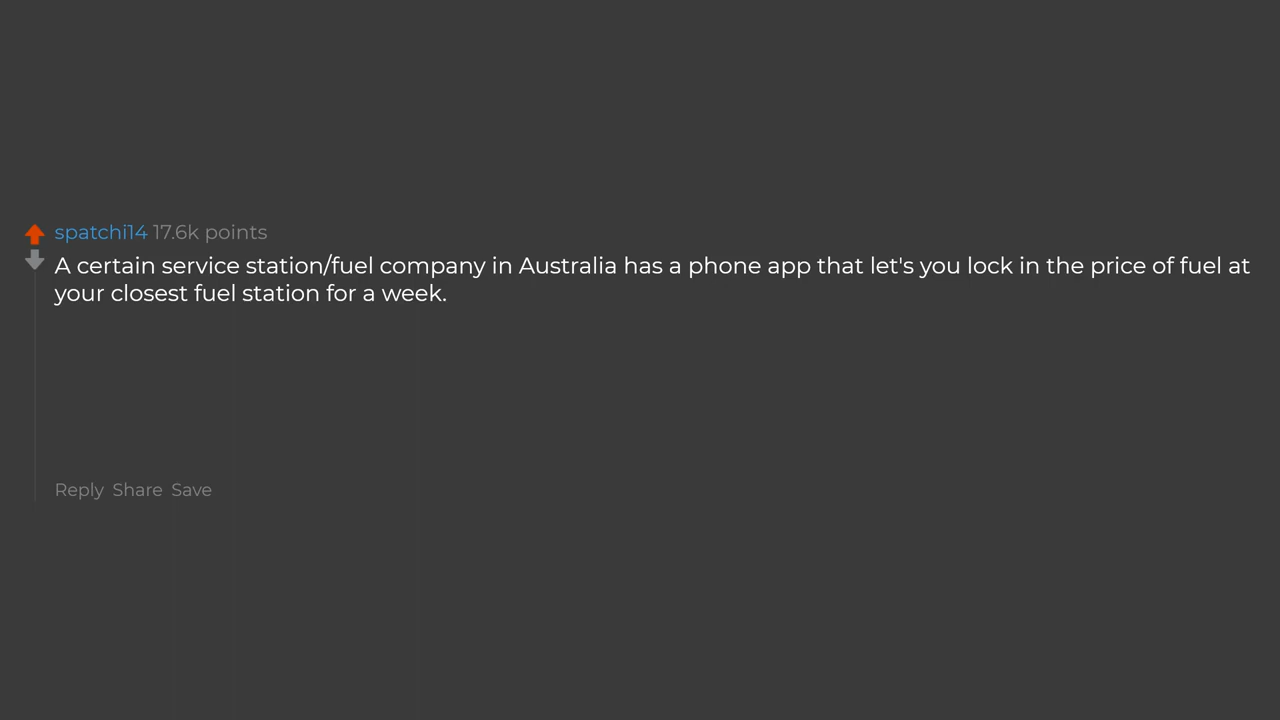 spatchi14 17.6k points
A certain service station/fuel company in Australia has a phone app that let's you lock in the price of fuel at
your closest fuel station for a week.
Reply Share Save